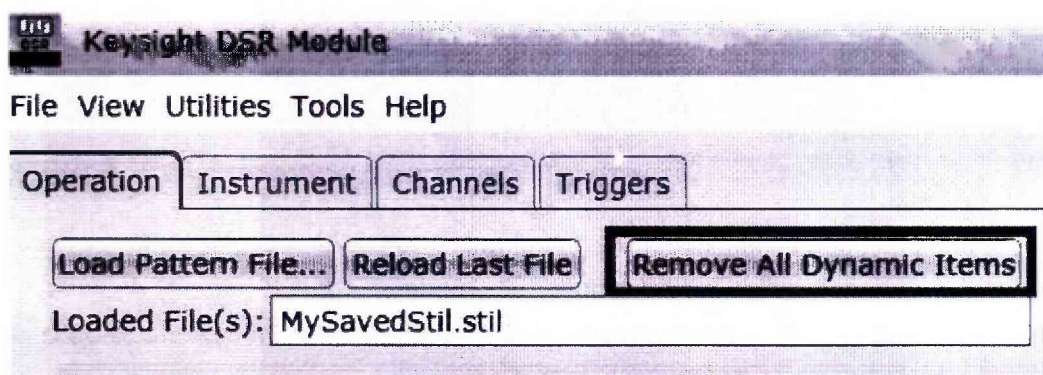 Keysight DSR Module
File View Utilities Tools Help
Operation Instrument Channels Triggers
Load Pattern File... Reload Last File Remove All Dynamic Items
Loaded File(s): MySavedStil.stil